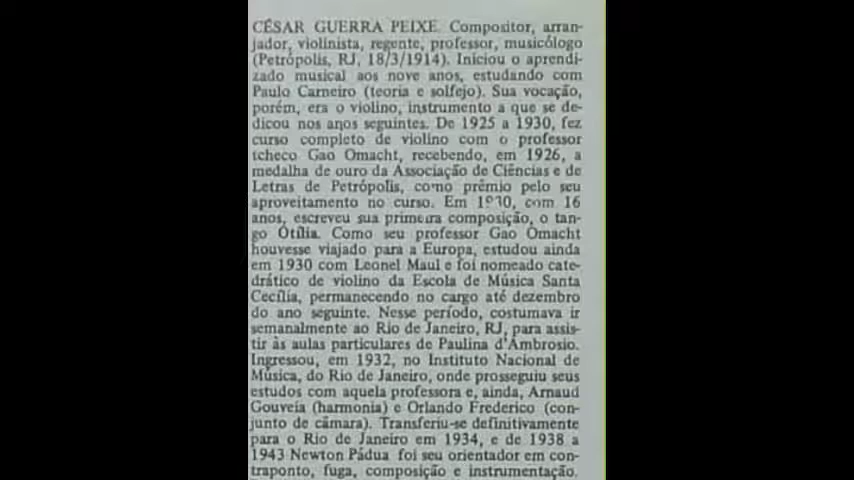 CÉSAR GUERRA PEIXE. Compositor, arran-
jador, violinista, regente, professor, musicólogo
(Petrópolis, RJ, 18/3/1914). Iniciou o aprendi-
zado musical aos nove anos, estudando com
Paulo Carneiro (teoria e solfejo). Sua vocação,
porém, era o violino, instrumento a que se de-
dicou nos anos seguintes. De 1925 a 1930, fez
curso completo de violino com o professor
tcheco Gao Omacht, recebendo, em 1926, a
medalha de ouro da Associação de Ciências e de
Letras de Petrópolis, como prêmio pelo seu
aproveitamento no curso. Em 1930, com 16
anos, escreveu sua primeira composição, o tan-
go Otília. Como seu professor Gao Omacht
houvesse viajado para a Europa, estudou ainda
em 1930 com Leonel Maul e foi nomeado cate-
drático de violino da Escola de Música Santa
Cecília, permanecendo no cargo até dezembro
do ano seguinte. Nesse período, costumava ir
semanalmente ao Rio de Janeiro, RJ, para assis-
tir às aulas particulares de Paulina d'Ambrosio.
Ingressou, em 1932, no Instituto Nacional de
Música, do Rio de Janeiro, onde prosseguiu seus
estudos com aquela professora e, ainda, Arnaud
Gouveia (harmonia) e Orlando Frederico (con-
junto de câmara). Transferiu-se definitivamente
para o Rio de Janeiro em 1934, e de 1938 a
1943 Newton Pádua foi seu orientador em con-
traponto, fuga, composição e instrumentação.